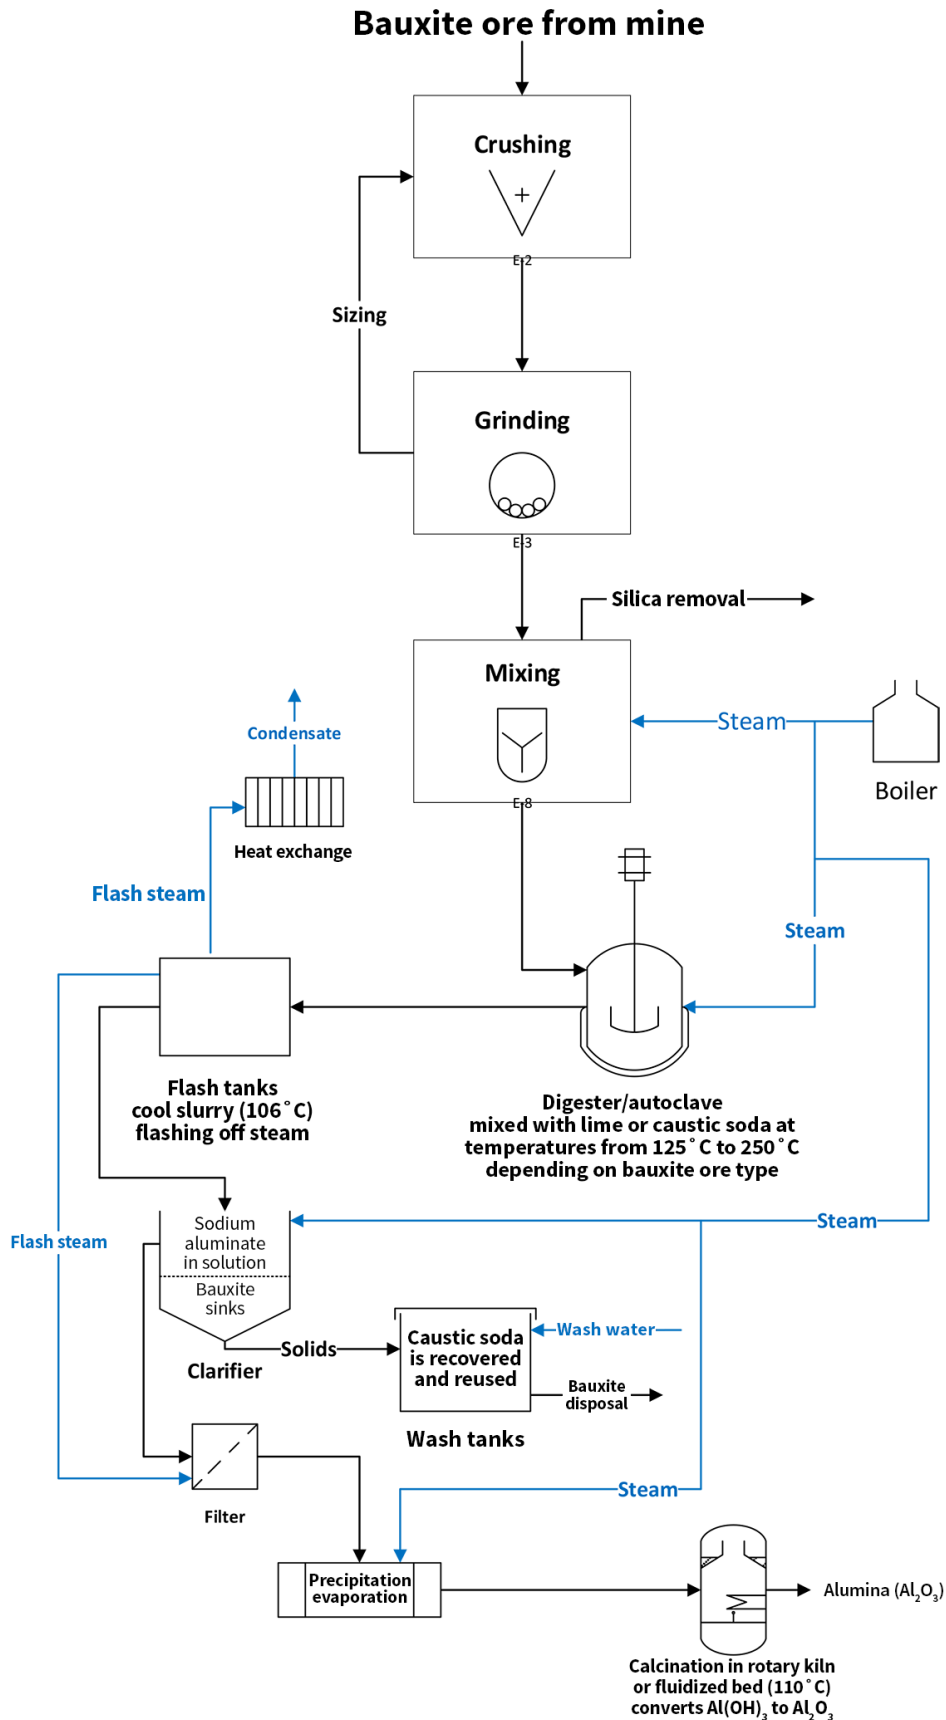 Bauxite ore from mine
Crushing
E-2
Sizing
Grinding
E-3
Silica removal
Mixing
E-8
Steam
Boiler
Condensate
Heat exchange
Flash steam
Steam
Flash tanks
cool slurry (106˚C)
flashing off steam
Digester/autoclave
mixed with lime or caustic soda at
temperatures from 125˚C to 250˚C
depending on bauxite ore type
Steam
Flash steam
Sodium
aluminate
in solution
Bauxite
sinks
Clarifier
Solids
Caustic soda
is recovered
and reused
Wash water
Bauxite
disposal
Wash tanks
Steam
Filter
Precipitation
evaporation
Alumina (Al₂O₃)
Calcination in rotary kiln
or fluidized bed (110˚C)
converts Al(OH)₃ to Al₂O₃